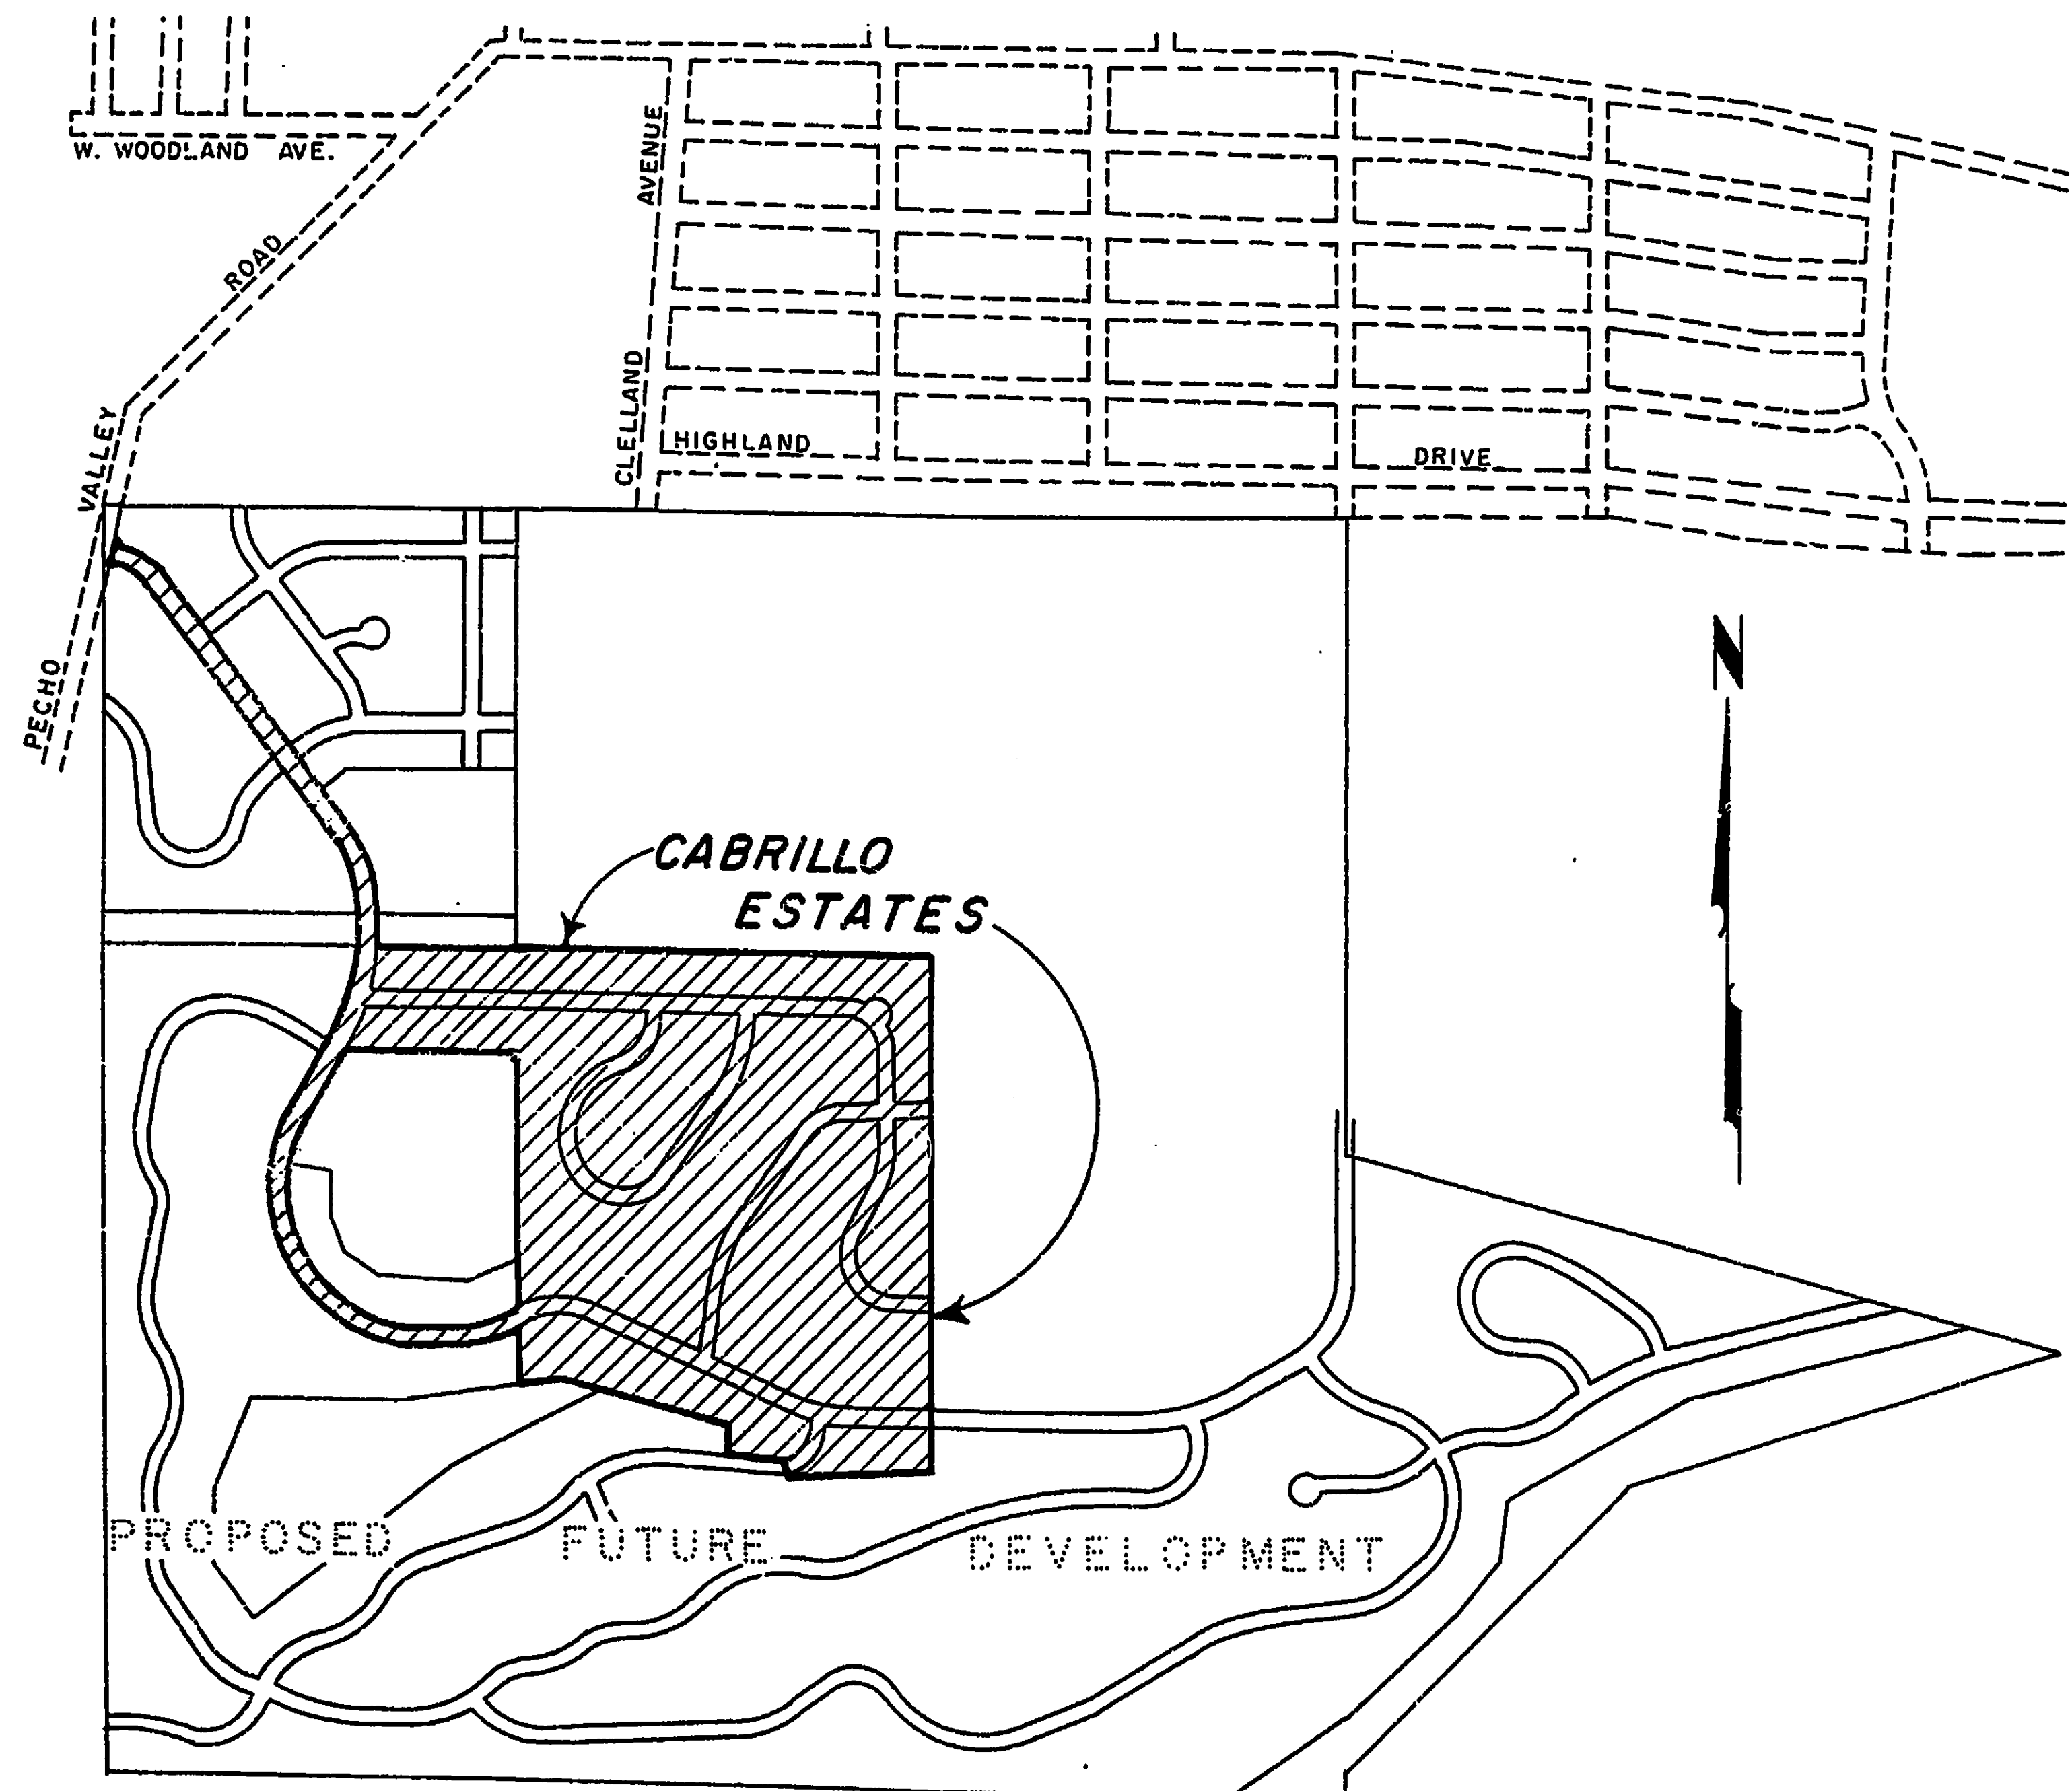 W. WOODLAND AVE.
PECHO VALLEY ROAD
CLELLAND AVENUE
HIGHLAND DRIVE
N
CABRILLO
ESTATES
PROPOSED FUTURE DEVELOPMENT